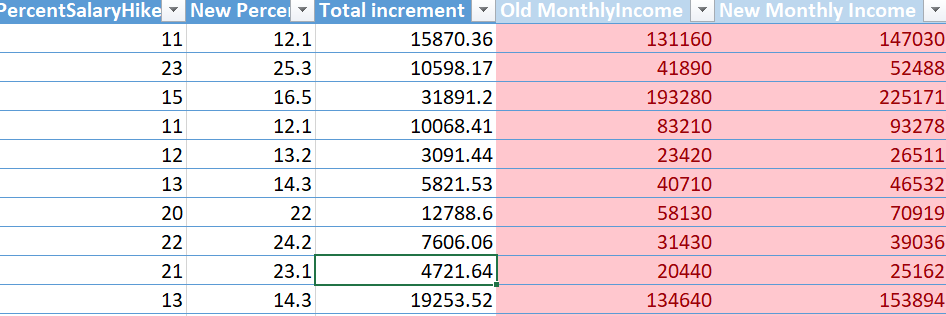 PercentSalaryHike New Percer Total increment Old MonthlyIncome New Monthly Income
11 12.1 15870.36 131160 147030
23 25.3 10598.17 41890 52488
15 16.5 31891.2 193280 225171
11 12.1 10068.41 83210 93278
12 13.2 3091.44 23420 26511
13 14.3 5821.53 40710 46532
20 22 12788.6 58130 70919
22 24.2 7606.06 31430 39036
21 23.1 4721.64 20440 25162
13 14.3 19253.52 134640 153894